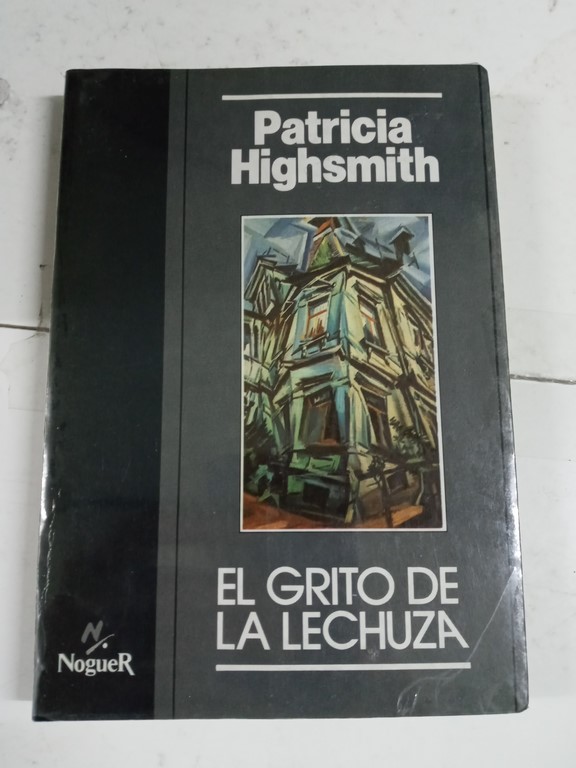 Patricia
Highsmith
EL GRITO DE
LA LECHUZA
N
NogueR